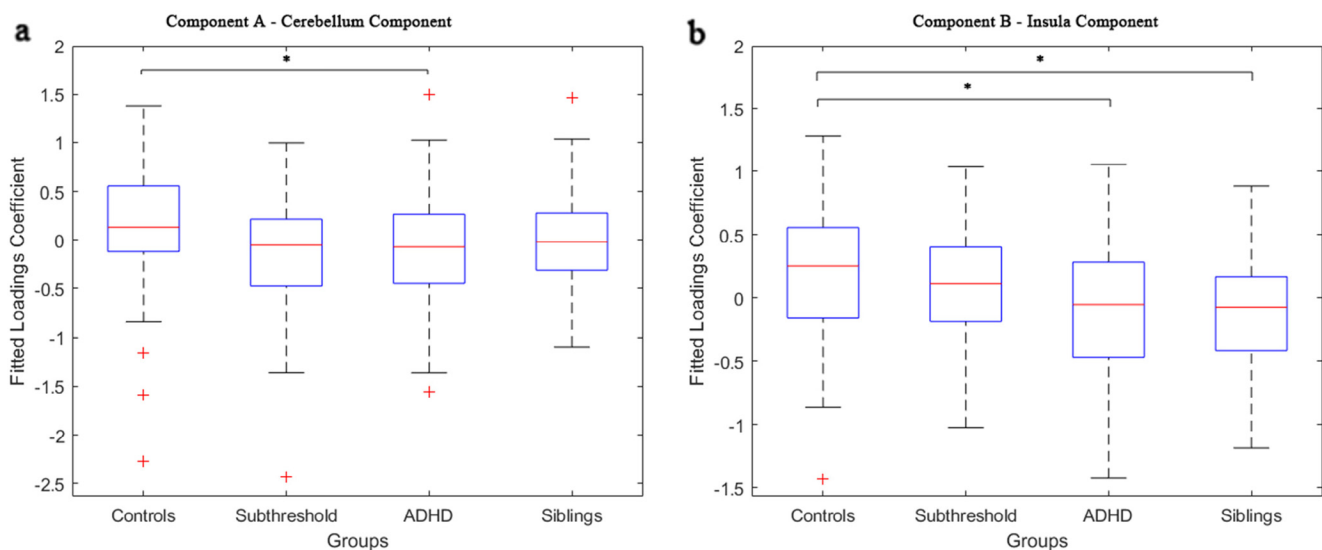 a
Component A - Cerebellum Component
*
2
1.5
1
0.5
0
-0.5
-1
-1.5
-2
-2.5
Fitted Loadings Coefficient
Controls Subthreshold ADHD Siblings
Groups
b
Component B - Insula Component
*
*
2
1.5
1
0.5
0
-0.5
-1
-1.5
Fitted Loadings Coefficient
Controls Subthreshold ADHD Siblings
Groups